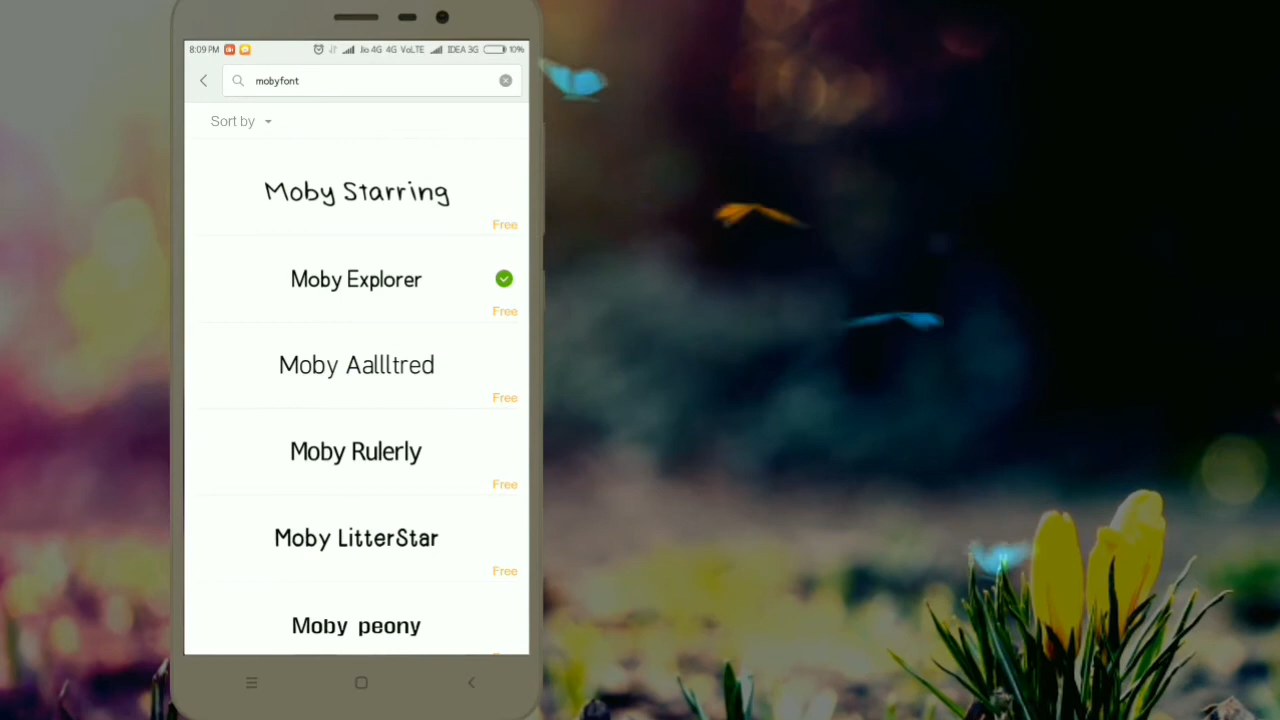 8:09 PM Jio 4G 4G VoLTE IDEA 3G 10%
mobyfont
Sort by
Moby Starring
Free
Moby Explorer
Free
Moby Aallltred
Free
Moby Rulerly
Free
Moby LitterStar
Free
Moby peony